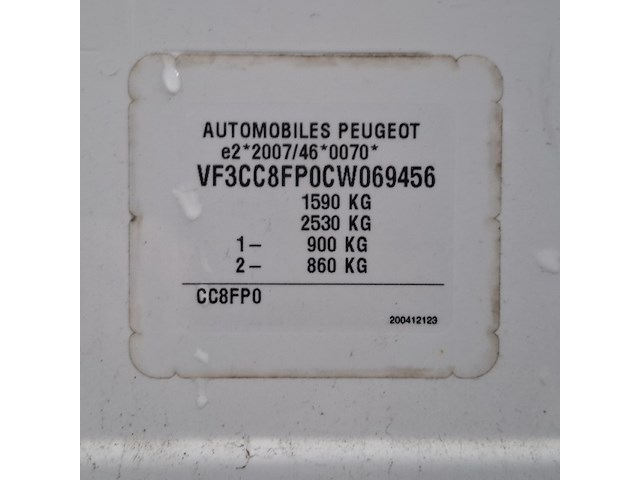 AUTOMOBILES PEUGEOT
e2*2007/46*0070*
VF3CC8FP0CW069456
1590 KG
2530 KG
1– 900 KG
2– 860 KG
CC8FP0
200412123